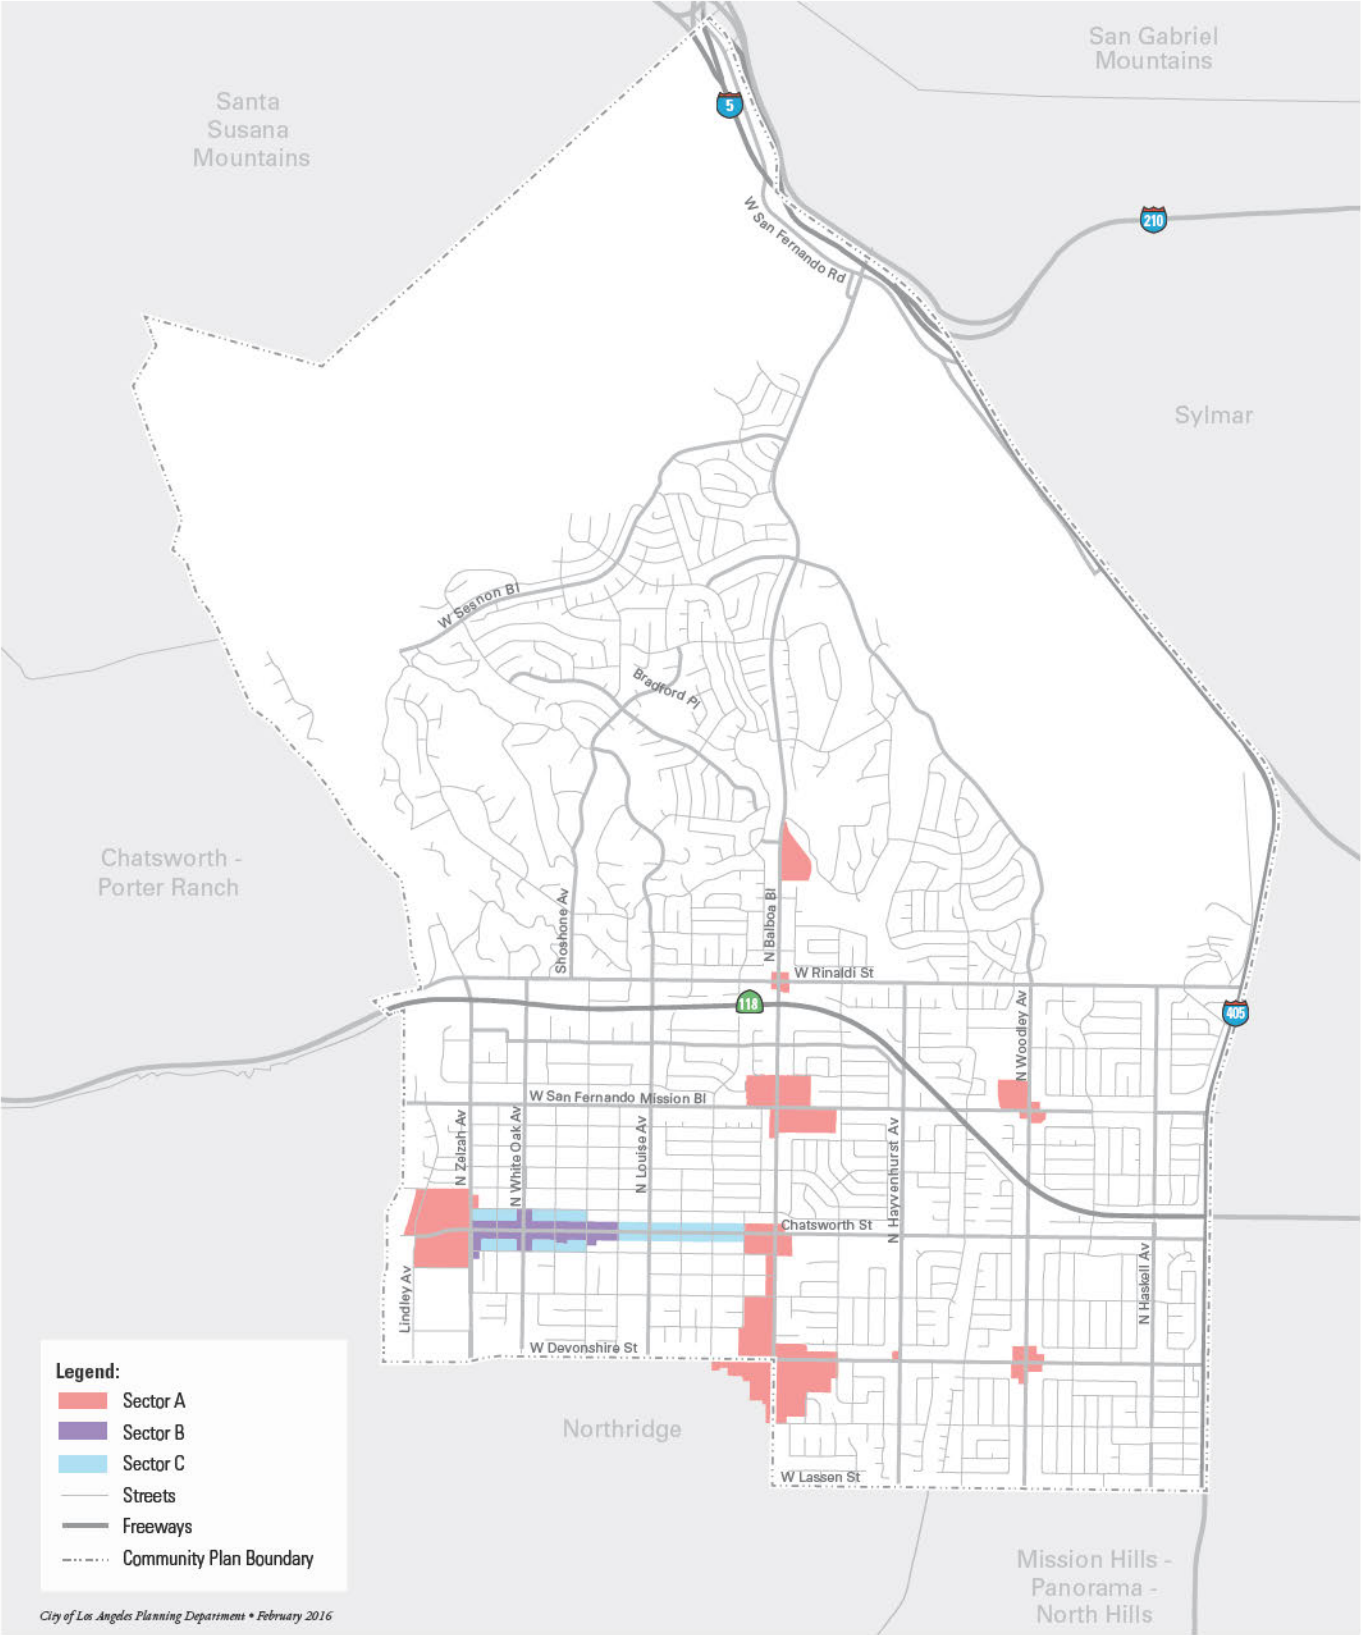 San Gabriel
Mountains
Santa
Susana
Mountains
5
210
W San Fernando Rd
Sylmar
W Sesnon Bl
Bradford Pl
Chatsworth -
Porter Ranch
Shoshone Av
N Balboa Bl
W Rinaldi St
118
405
N Woodley Av
W San Fernando Mission Bl
N Zelzah Av
N White Oak Av
N Louise Av
N Hayvenhurst Av
Chatsworth St
Lindley Av
N Haskell Av
W Devonshire St
Northridge
W Lassen St
Legend:
Sector A
Sector B
Sector C
Streets
Freeways
Community Plan Boundary
Mission Hills -
Panorama -
North Hills
City of Los Angeles Planning Department • February 2016